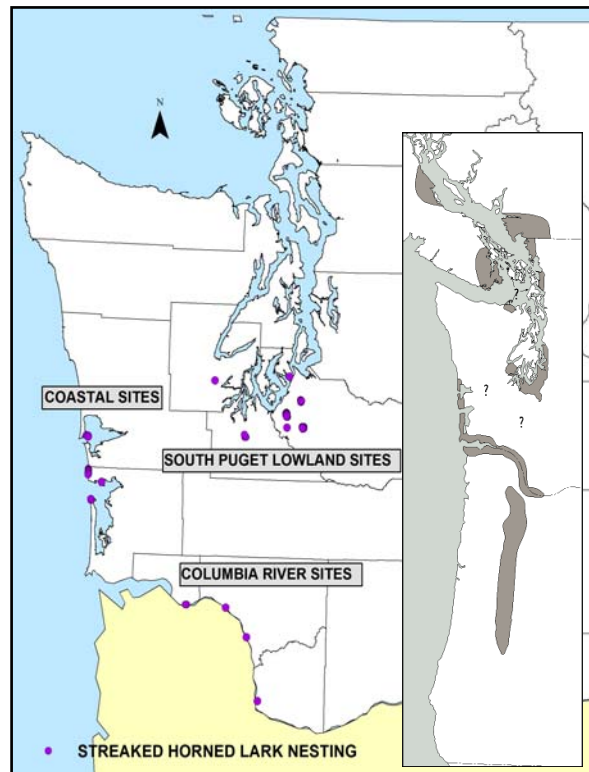 N
COASTAL SITES
SOUTH PUGET LOWLAND SITES
COLUMBIA RIVER SITES
STREAKED HORNED LARK NESTING
?
?
?